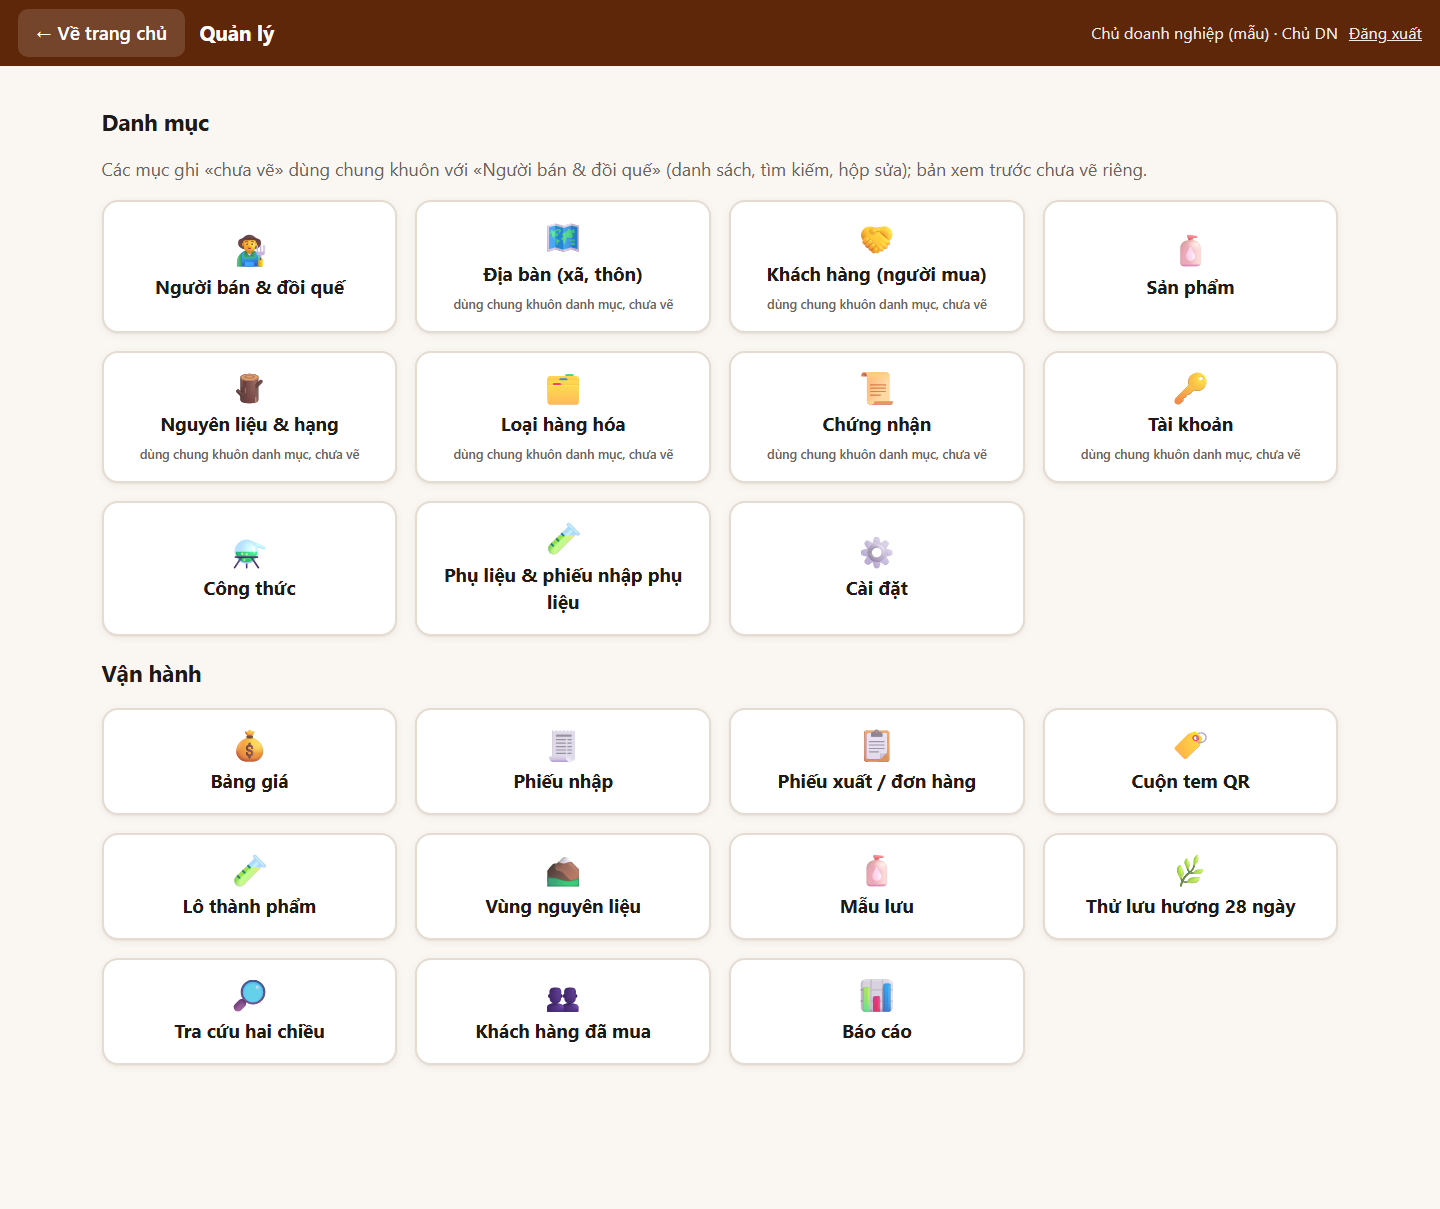 ← Về trang chủ
Quản lý
Chủ doanh nghiệp (mẫu) · Chủ DN
Đăng xuất
Danh mục
Các mục ghi «chưa vẽ» dùng chung khuôn với «Người bán & đồi quế» (danh sách, tìm kiếm, hộp sửa); bản xem trước chưa vẽ riêng.
Người bán & đồi quế
Địa bàn (xã, thôn)
dùng chung khuôn danh mục, chưa vẽ
Khách hàng (người mua)
dùng chung khuôn danh mục, chưa vẽ
Sản phẩm
Nguyên liệu & hạng
dùng chung khuôn danh mục, chưa vẽ
Loại hàng hóa
dùng chung khuôn danh mục, chưa vẽ
Chứng nhận
dùng chung khuôn danh mục, chưa vẽ
Tài khoản
dùng chung khuôn danh mục, chưa vẽ
Công thức
Phụ liệu & phiếu nhập phụ
liệu
Cài đặt
Vận hành
Bảng giá
Phiếu nhập
Phiếu xuất / đơn hàng
Cuộn tem QR
Lô thành phẩm
Vùng nguyên liệu
Mẫu lưu
Thử lưu hương 28 ngày
Tra cứu hai chiều
Khách hàng đã mua
Báo cáo